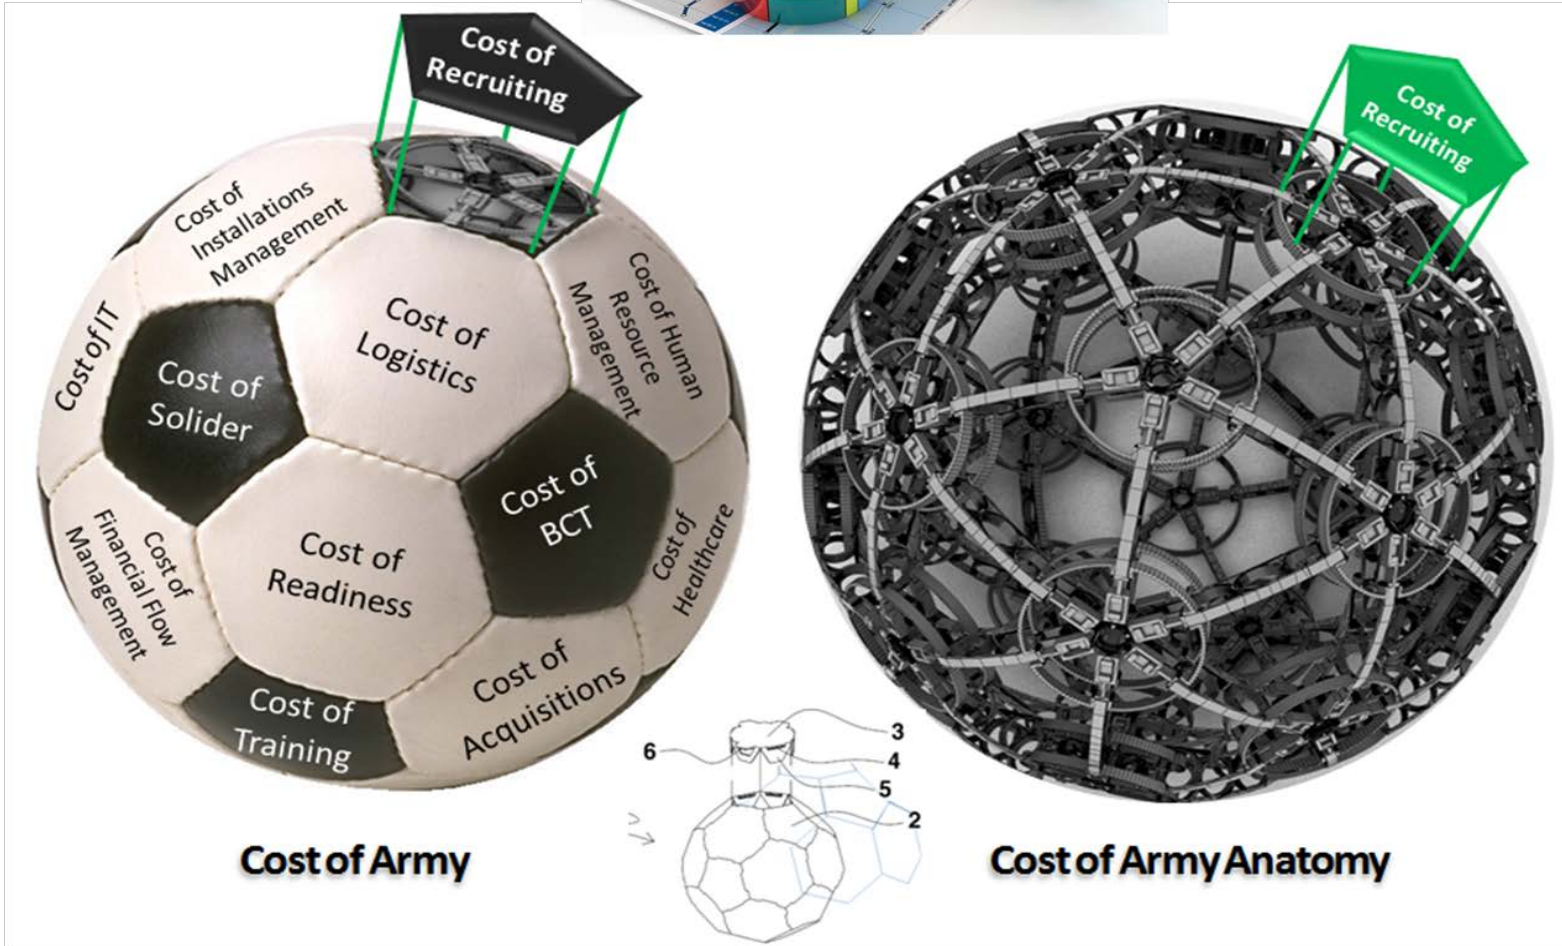 Cost of
Recruiting
Cost of
Recruiting
Cost of
Installations
Management
Cost of IT
Cost of
Solider
Cost of
Logistics
Cost of Human
Resource
Management
Cost of
BCT
Cost of
Readiness
Cost of
Financial Flow
Management
Cost of
Healthcare
Cost of
Training
Cost of
Acquisitions
3
6
4
5
2
Cost of Army
Cost of Army Anatomy